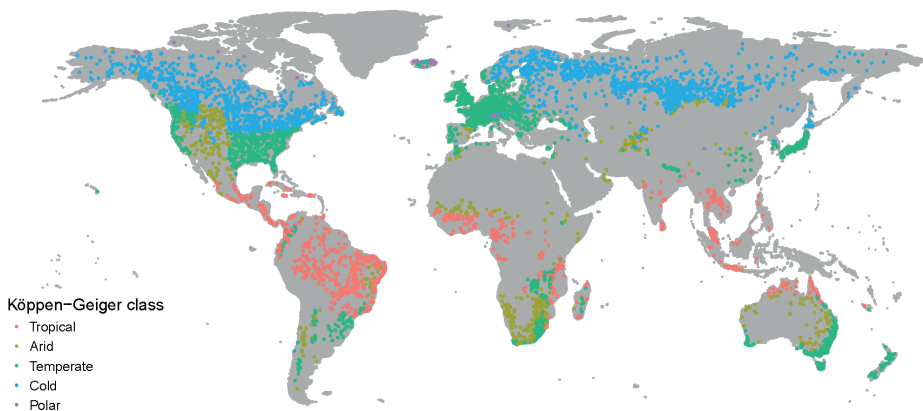 Köppen−Geiger class
Tropical
Arid
Temperate
Cold
Polar